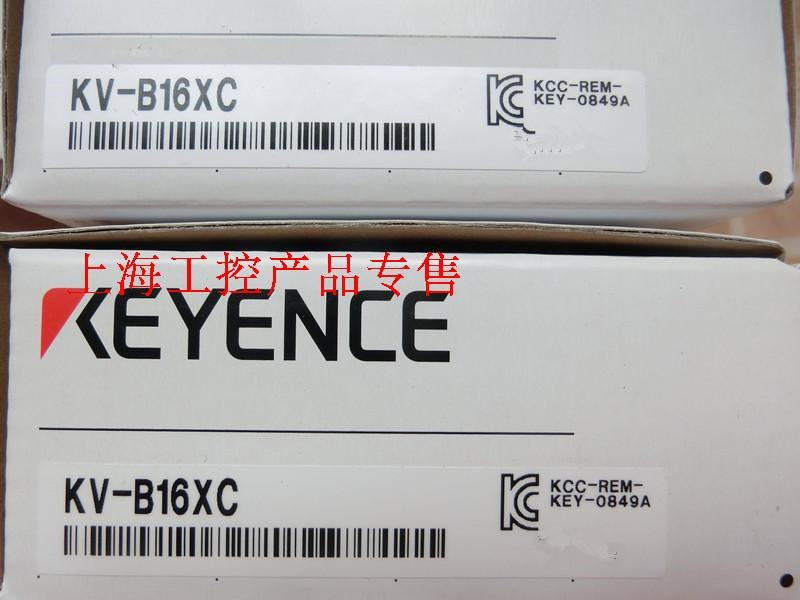 KV-B16XC
KCC-REM-
KEY-0849A
上海工控产品专售
KEYENCE
KV-B16XC
KCC-REM-
KEY-0849A